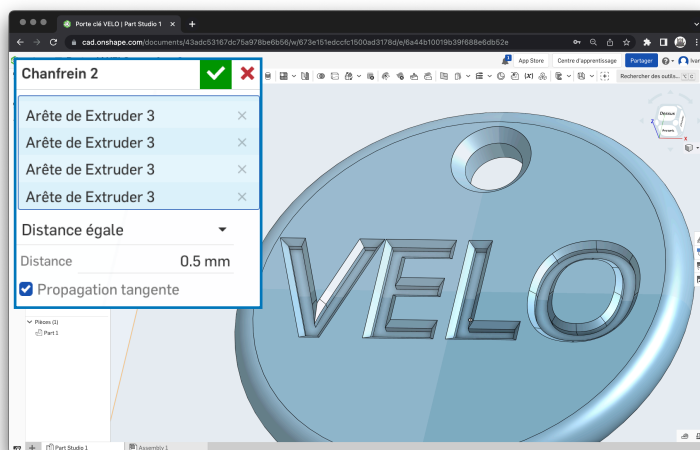 Porte clé VELO | Part Studio 1
cad.onshape.com/documents/43adc53167dc75a978be6b56/w/673e151edccfc1500ad3178d/e/6a44b10019b39f688e6db52e
1
App Store
Centre d'apprentissage
Partager
Rechercher des outils...
Chanfrein 2
Arête de Extruder 3
Arête de Extruder 3
Arête de Extruder 3
Arête de Extruder 3
Distance égale
Distance 0.5 mm
Propagation tangente
Pièces (1)
Part 1
Dessus
Z
X
VELO
Part Studio 1
Assembly 1